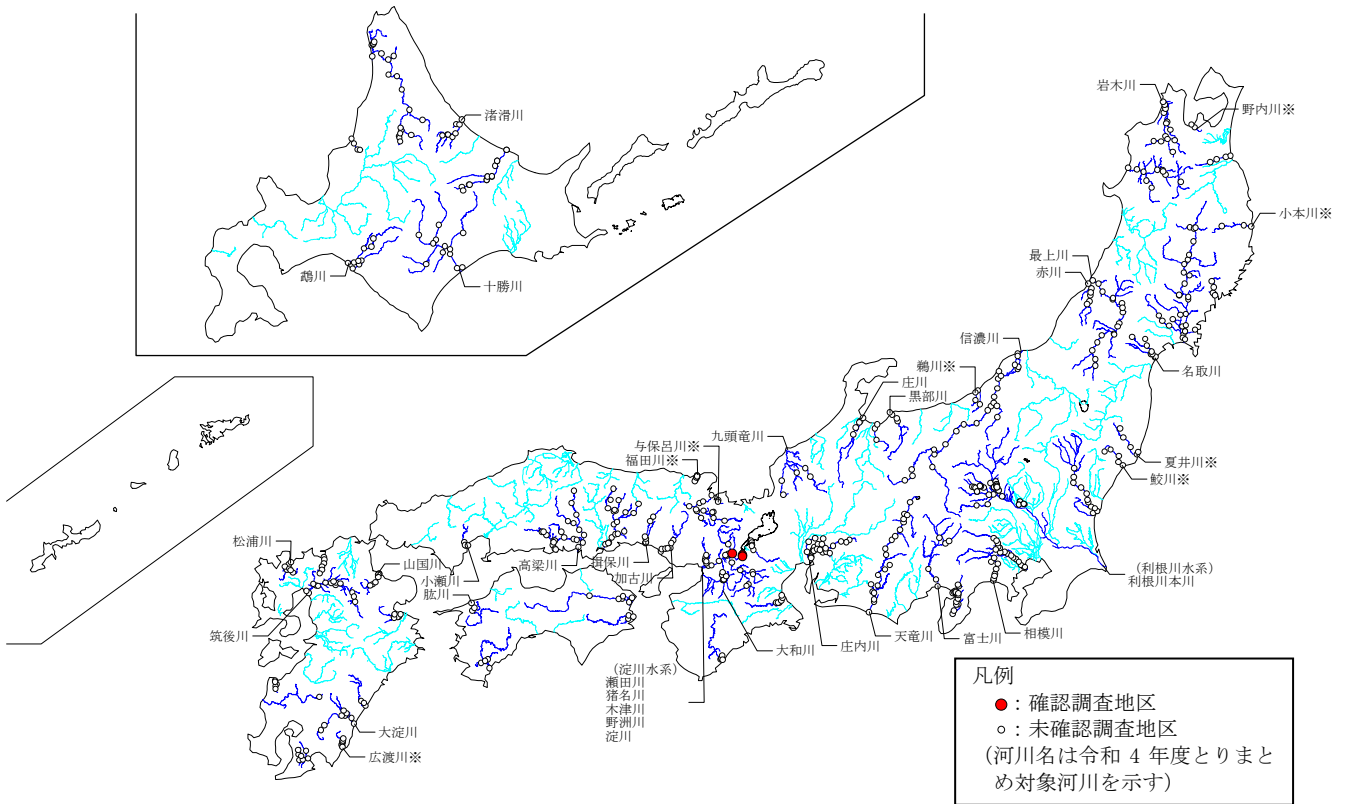 渚滑川
鵡川
十勝川
岩木川
野内川※
小本川※
最上川
赤川
信濃川
鵜川※
庄川
黒部川
名取川
九頭竜川
与保呂川※
福田川※
夏井川※
鮫川※
松浦川
山国川
小瀬川
肱川
高梁川
揖保川
加古川
筑後川
(利根川水系)
利根川本川
大和川
庄内川
天竜川
富士川
相模川
(淀川水系)
瀬田川
猪名川
木津川
野洲川
淀川
大淀川
広渡川※
凡例
:確認調査地区
:未確認調査地区
(河川名は令和 4 年度とりまと
め対象河川を示す)